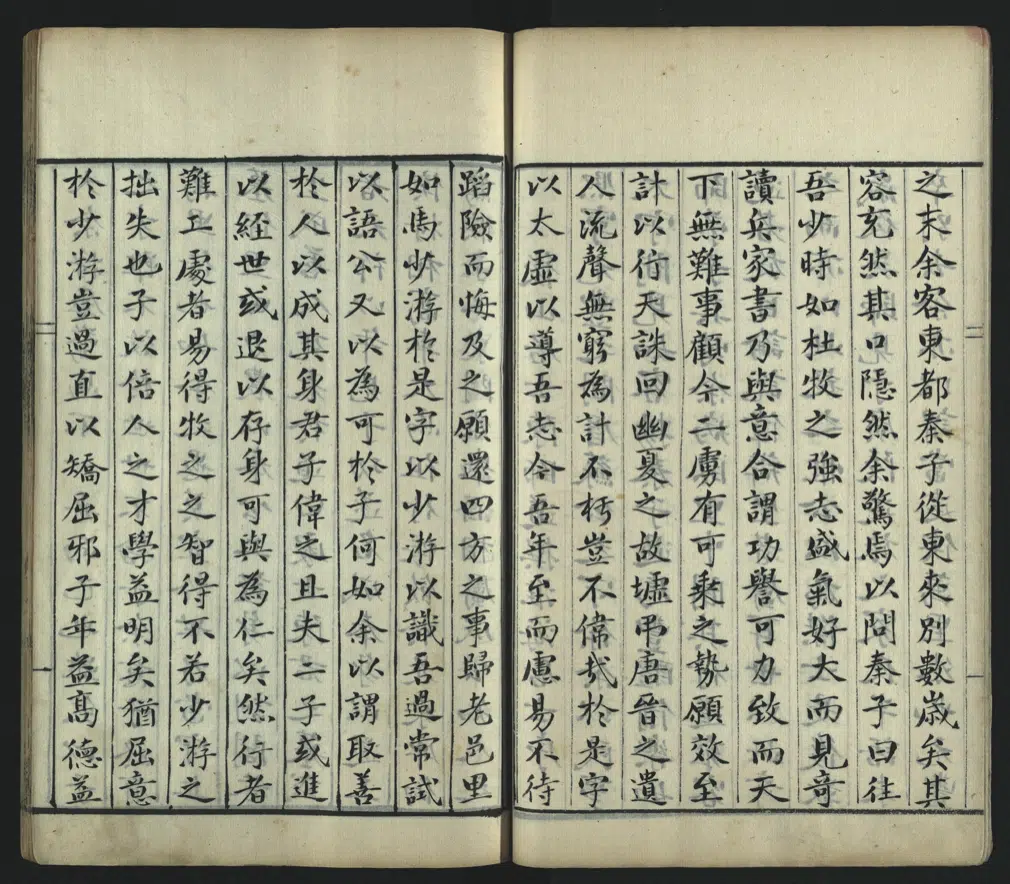 之末余客東都秦子從東來別數歲矣其
容充然其口隱然余驚焉以問秦子曰往
吾少時如杜牧之強志盛氣好大而見奇
讀兵家書乃與意合謂功譽可力致而天
下無難事顧今二虜有可乗之勢願效至
計以行天誅回幽夏之故墟弔唐晉之遺
人流聲無窮為計不朽豈不偉哉於是字
以太虛以導吾志今吾年至而慮易不待
蹈險而悔及之願還四方之事歸老邑里
如馬少游於是字以少游以識吾過常試
以語公又以為可於子何如余以謂取善
於人以成其身君子偉之且夫二子或進
以經世或退以存身可與為仁矣然行者
難工處者易得牧之之智得不若少游之
拙失也子以倍人之才學益明矣猶屈意
於少游豈過直以矯屈邪子年益高德益